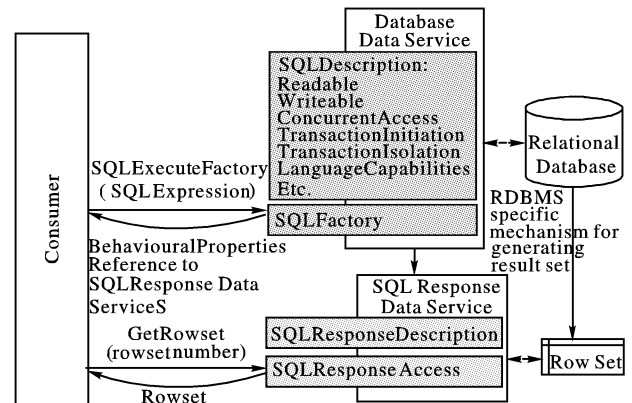 Database
Data Service
SQLDescription:
Readable
Writeable
ConcurrentAccess
TransactionInitiation
TransactionIsolation
LanguageCapabilities
Etc.
SQLFactory
Consumer
SQLExecuteFactory
( SQLExpression)
BehaviouralProperties
Reference to
SQLResponse Data
ServiceS
GetRowset
(rowsetnumber)
Rowset
Relational
Database
RDBMS
specific
mechanism for
generating
result set
SQL Response
Data Service
SQLResponseDescription
SQLResponseAccess
Row Set